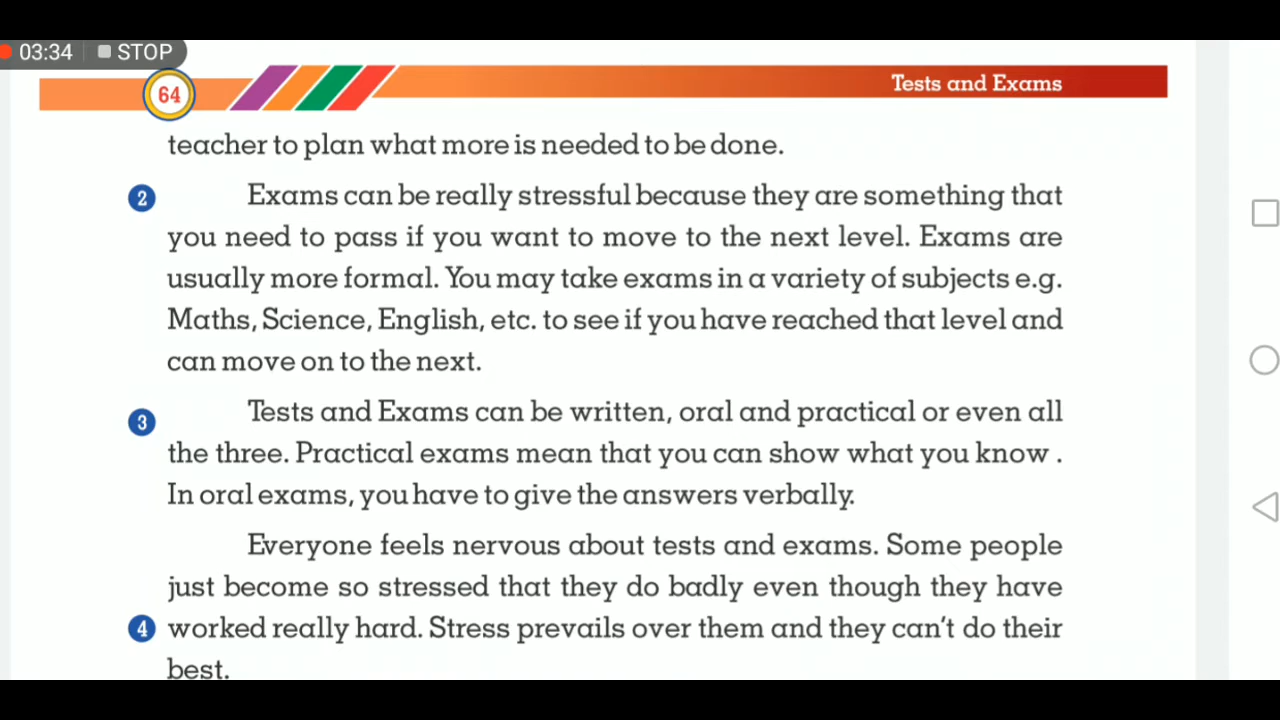 03:34 STOP
64
Tests and Exams
teacher to plan what more is needed to be done.
2 Exams can be really stressful because they are something that
you need to pass if you want to move to the next level. Exams are
usually more formal. You may take exams in a variety of subjects e.g.
Maths, Science, English, etc. to see if you have reached that level and
can move on to the next.
3 Tests and Exams can be written, oral and practical or even all
the three. Practical exams mean that you can show what you know .
In oral exams, you have to give the answers verbally.
Everyone feels nervous about tests and exams. Some people
just become so stressed that they do badly even though they have
4 worked really hard. Stress prevails over them and they can't do their
best.